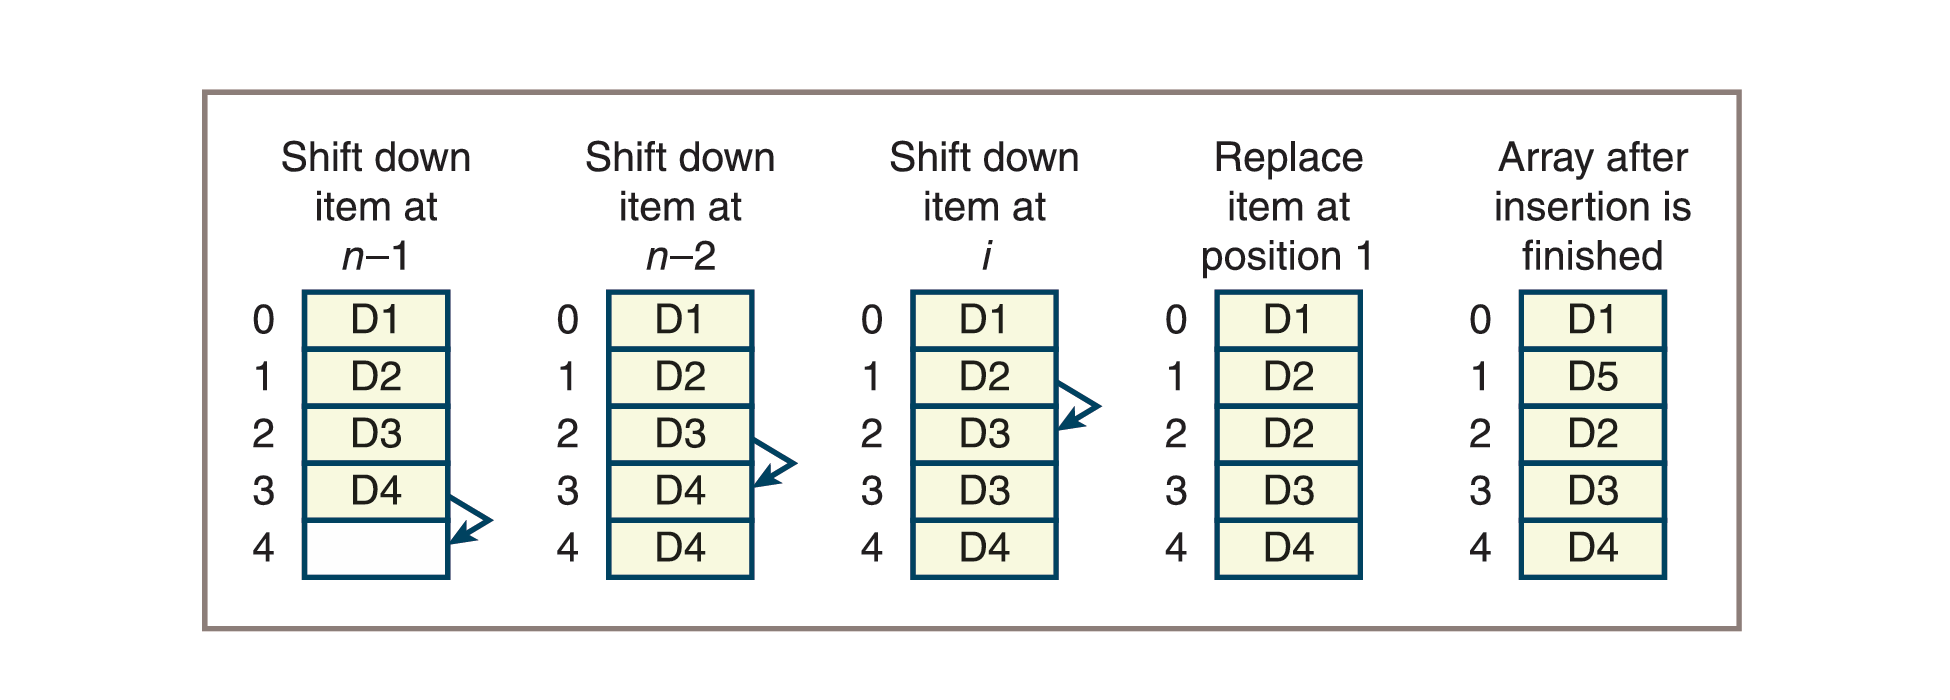 Shift down
item at
n–1
0 D1
1 D2
2 D3
3 D4
4
Shift down
item at
n–2
0 D1
1 D2
2 D3
3 D4
4 D4
Shift down
item at
i
0 D1
1 D2
2 D3
3 D3
4 D4
Replace
item at
position 1
0 D1
1 D2
2 D2
3 D3
4 D4
Array after
insertion is
finished
0 D1
1 D5
2 D2
3 D3
4 D4